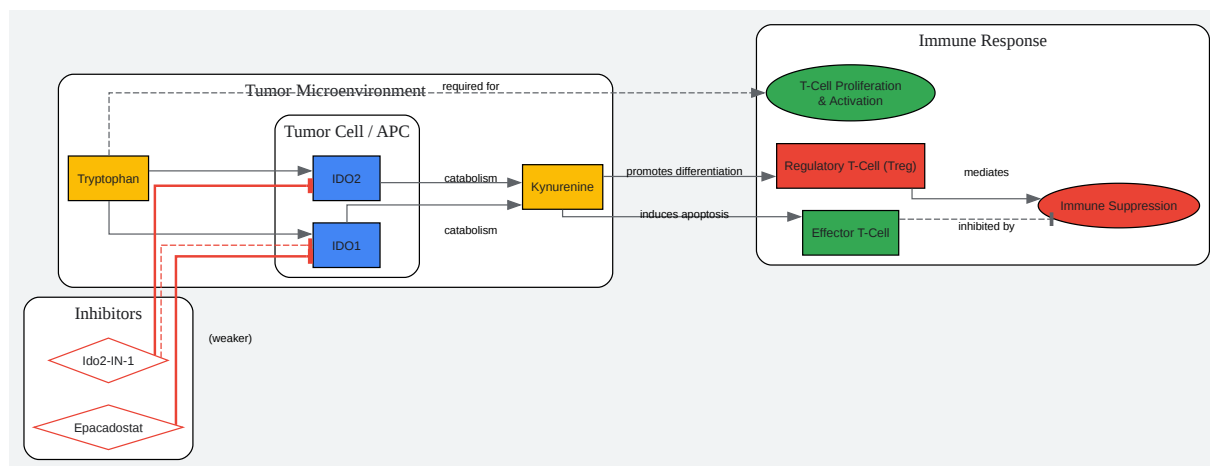 Immune Response
T-Cell Proliferation
& Activation
Tumor Microenvironment
required for
Tumor Cell / APC
Tryptophan
IDO2
catabolism
Kynurenine
promotes differentiation
Regulatory T-Cell (Treg)
mediates
Immune Suppression
IDO1
catabolism
induces apoptosis
Effector T-Cell
inhibited by
Inhibitors
(weaker)
Ido2-IN-1
Epacadostat